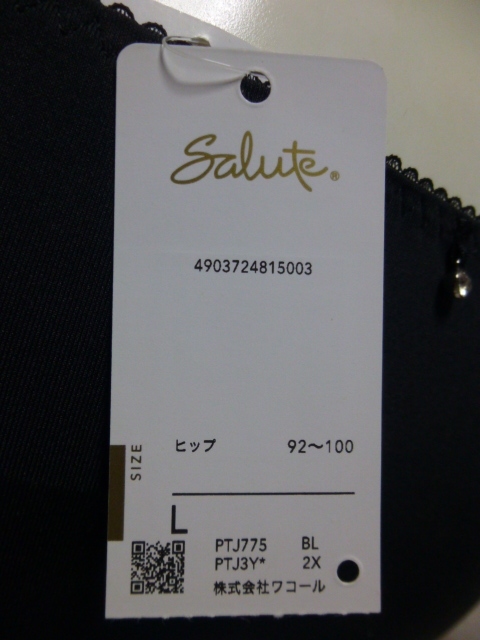 Salute®
4903724815003
SIZE
ヒップ 92～100
L
PTJ775 BL
PTJ3Y* 2X
株式会社ワコール